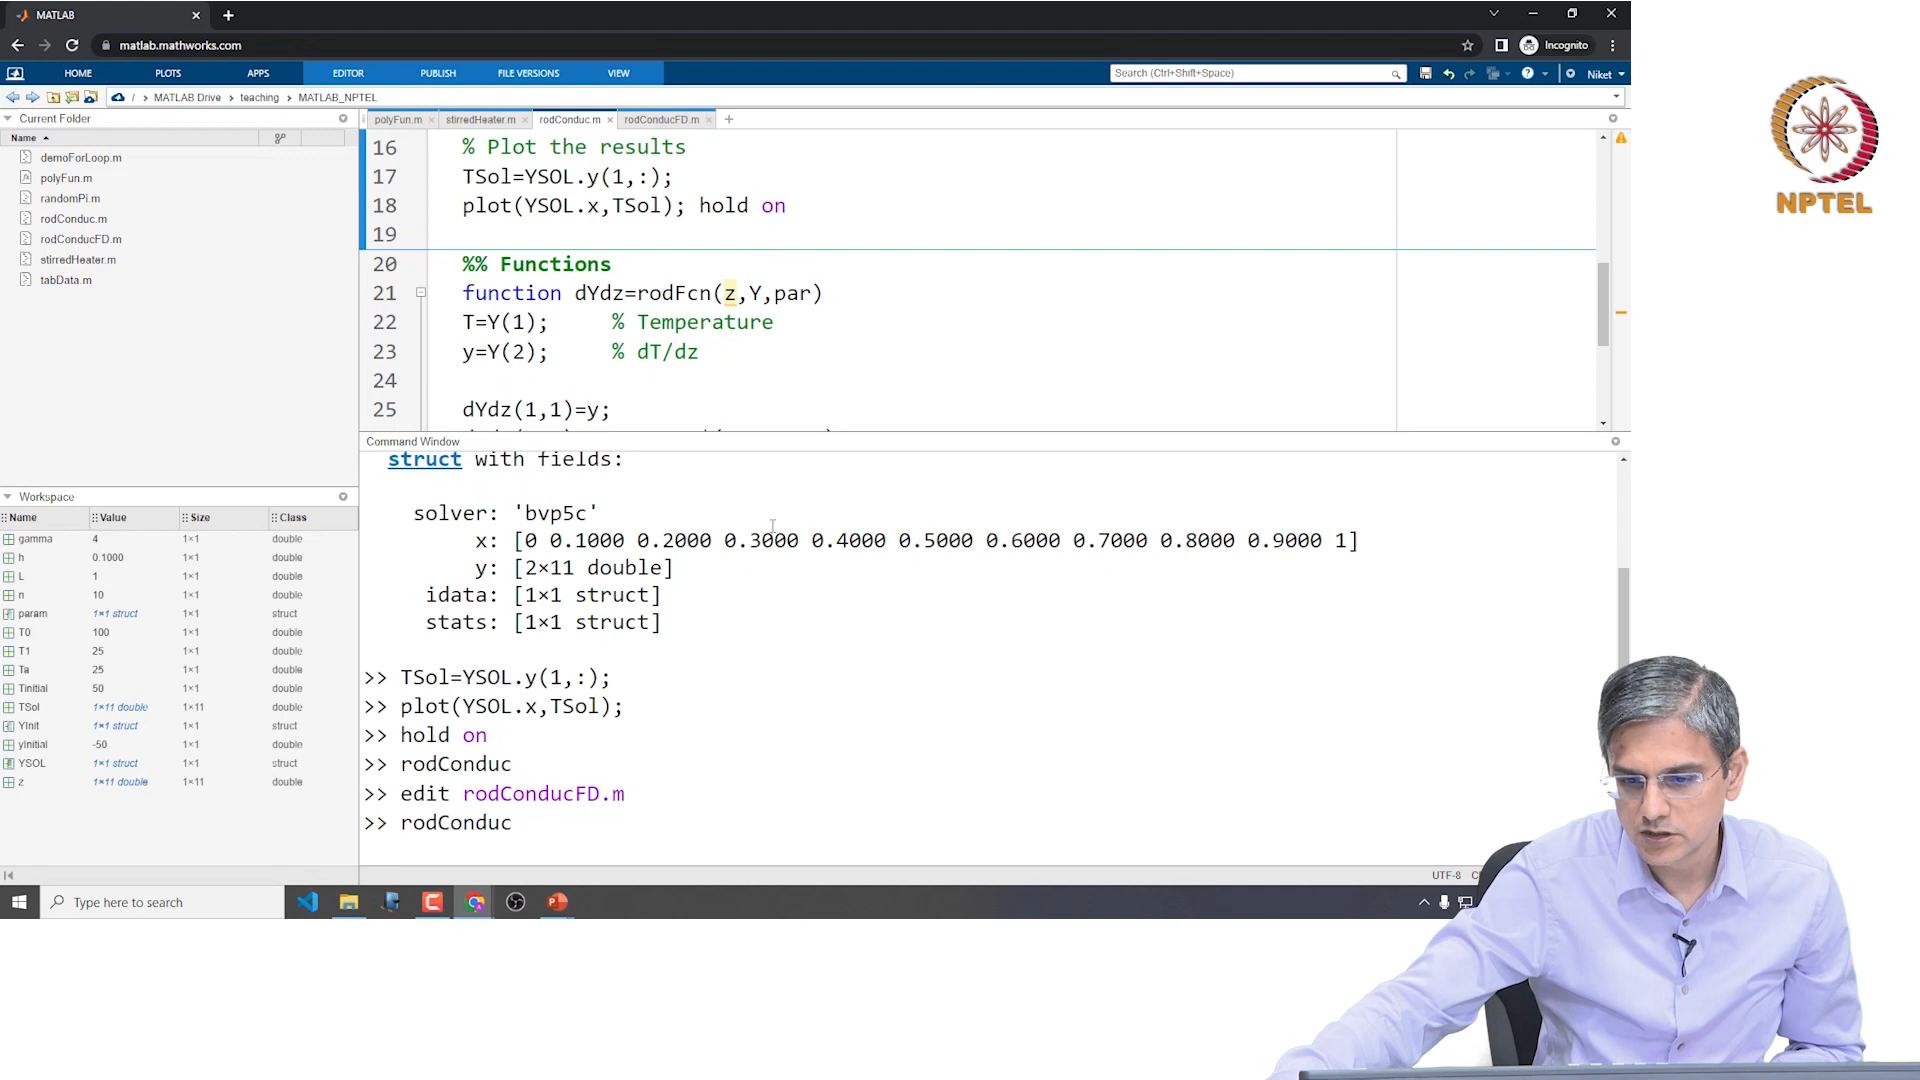 MATLAB
matlab.mathworks.com
Incognito
HOME PLOTS APPS EDITOR PUBLISH FILE VERSIONS VIEW
Search (Ctrl+Shift+Space)
Niket
/ MATLAB Drive teaching MATLAB_NPTEL
Current Folder
Name
demoForLoop.m
polyFun.m
randomPi.m
rodConduc.m
rodConducFD.m
stirredHeater.m
tabData.m
Workspace
Name Value Size Class
gamma 4 1×1 double
h 0.1000 1×1 double
L 1 1×1 double
n 10 1×1 double
param 1×1 struct 1×1 struct
T0 100 1×1 double
T1 25 1×1 double
Ta 25 1×1 double
Tinitial 50 1×1 double
TSol 1×11 double 1×11 double
YInit 1×1 struct 1×1 struct
yInitial -50 1×1 double
YSOL 1×1 struct 1×1 struct
z 1×11 double 1×11 double
polyFun.m stirredHeater.m rodConduc.m rodConducFD.m
16 % Plot the results
17 TSol=YSOL.y(1,:);
18 plot(YSOL.x,TSol); hold on
19
20 %% Functions
21 function dYdz=rodFcn(z,Y,par)
22 T=Y(1); % Temperature
23 y=Y(2); % dT/dz
24
25 dYdz(1,1)=y;
Command Window
struct with fields:
solver: 'bvp5c'
x: [0 0.1000 0.2000 0.3000 0.4000 0.5000 0.6000 0.7000 0.8000 0.9000 1]
y: [2×11 double]
idata: [1×1 struct]
stats: [1×1 struct]
>> TSol=YSOL.y(1,:);
>> plot(YSOL.x,TSol);
>> hold on
>> rodConduc
>> edit rodConducFD.m
>> rodConduc
UTF-8
Type here to search
NPTEL